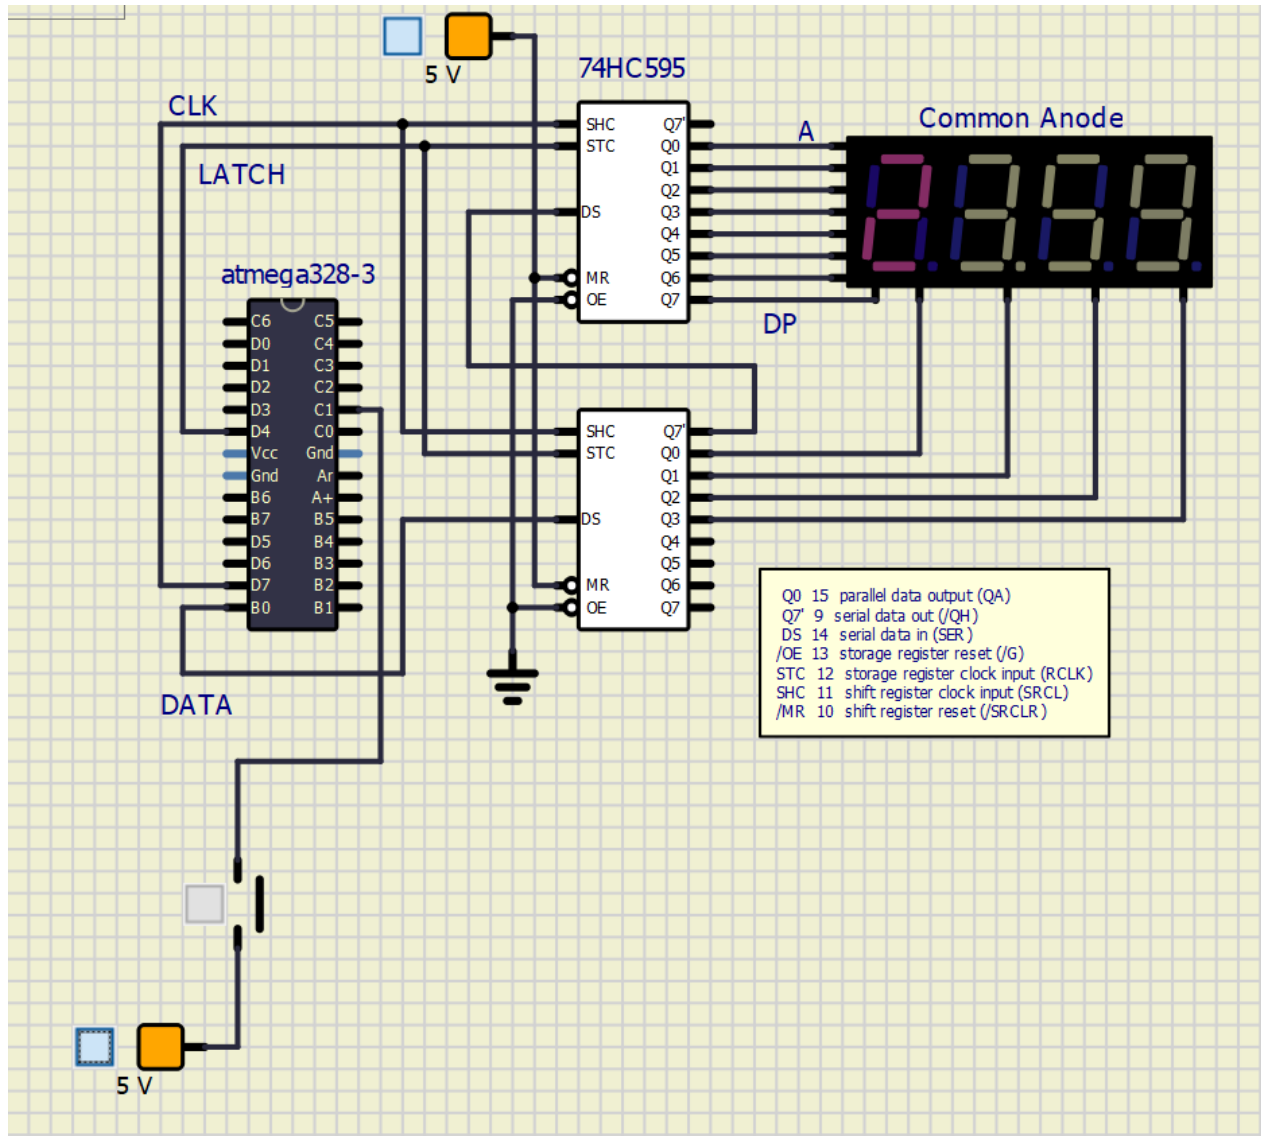 5 V
74HC595
CLK
LATCH
A
Common Anode
SHC Q7'
STC Q0
Q1
Q2
DS Q3
Q4
Q5
MR Q6
OE Q7
DP
atmega328-3
C6 C5
D0 C4
D1 C3
D2 C2
D3 C1
D4 C0
Vcc Gnd
Gnd Ar
B6 A+
B7 B5
D5 B4
D6 B3
D7 B2
B0 B1
SHC Q7'
STC Q0
Q1
Q2
DS Q3
Q4
Q5
MR Q6
OE Q7
DATA
Q0 15 parallel data output (QA)
Q7' 9 serial data out (/QH)
DS 14 serial data in (SER)
/OE 13 storage register reset (/G)
STC 12 storage register clock input (RCLK)
SHC 11 shift register clock input (SRCL)
/MR 10 shift register reset (/SRCLR)
5 V